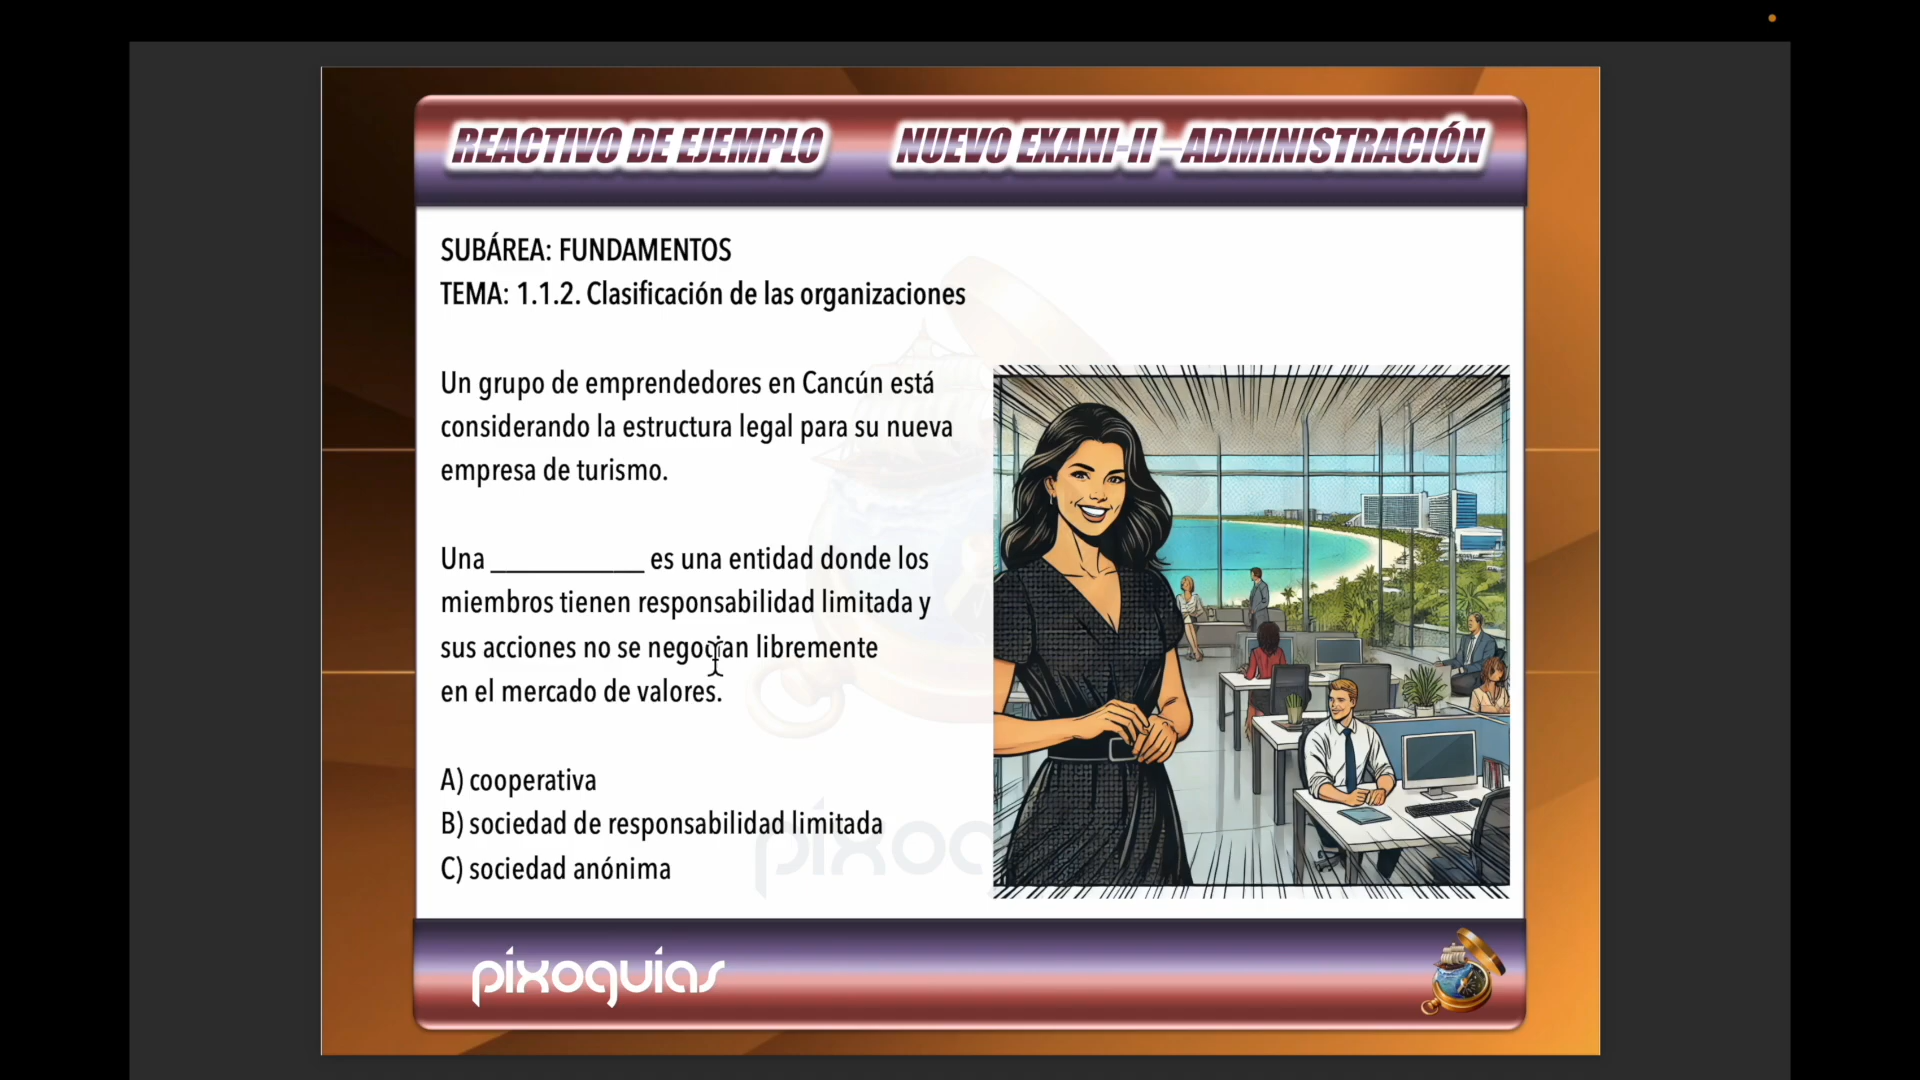 REACTIVO DE EJEMPLO NUEVO EXANI-II – ADMINISTRACIÓN
SUBÁREA: FUNDAMENTOS
TEMA: 1.1.2. Clasificación de las organizaciones
Un grupo de emprendedores en Cancún está
considerando la estructura legal para su nueva
empresa de turismo.
Una ___________ es una entidad donde los
miembros tienen responsabilidad limitada y
sus acciones no se negocian libremente
en el mercado de valores.
A) cooperativa
B) sociedad de responsabilidad limitada
C) sociedad anónima
pixoguías